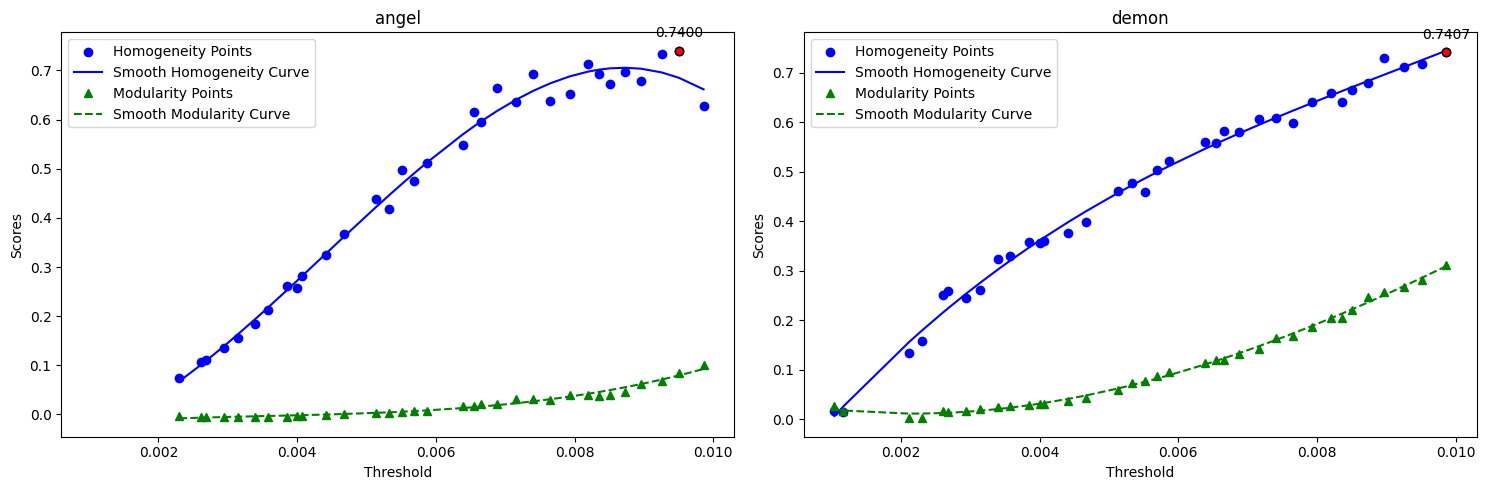 angel
0.7400
Homogeneity Points
Smooth Homogeneity Curve
Modularity Points
Smooth Modularity Curve
Scores
0.7
0.6
0.5
0.4
0.3
0.2
0.1
0.0
0.002
0.004
0.006
0.008
0.010
Threshold
demon
0.7407
Homogeneity Points
Smooth Homogeneity Curve
Modularity Points
Smooth Modularity Curve
Scores
0.7
0.6
0.5
0.4
0.3
0.2
0.1
0.0
0.002
0.004
0.006
0.008
0.010
Threshold